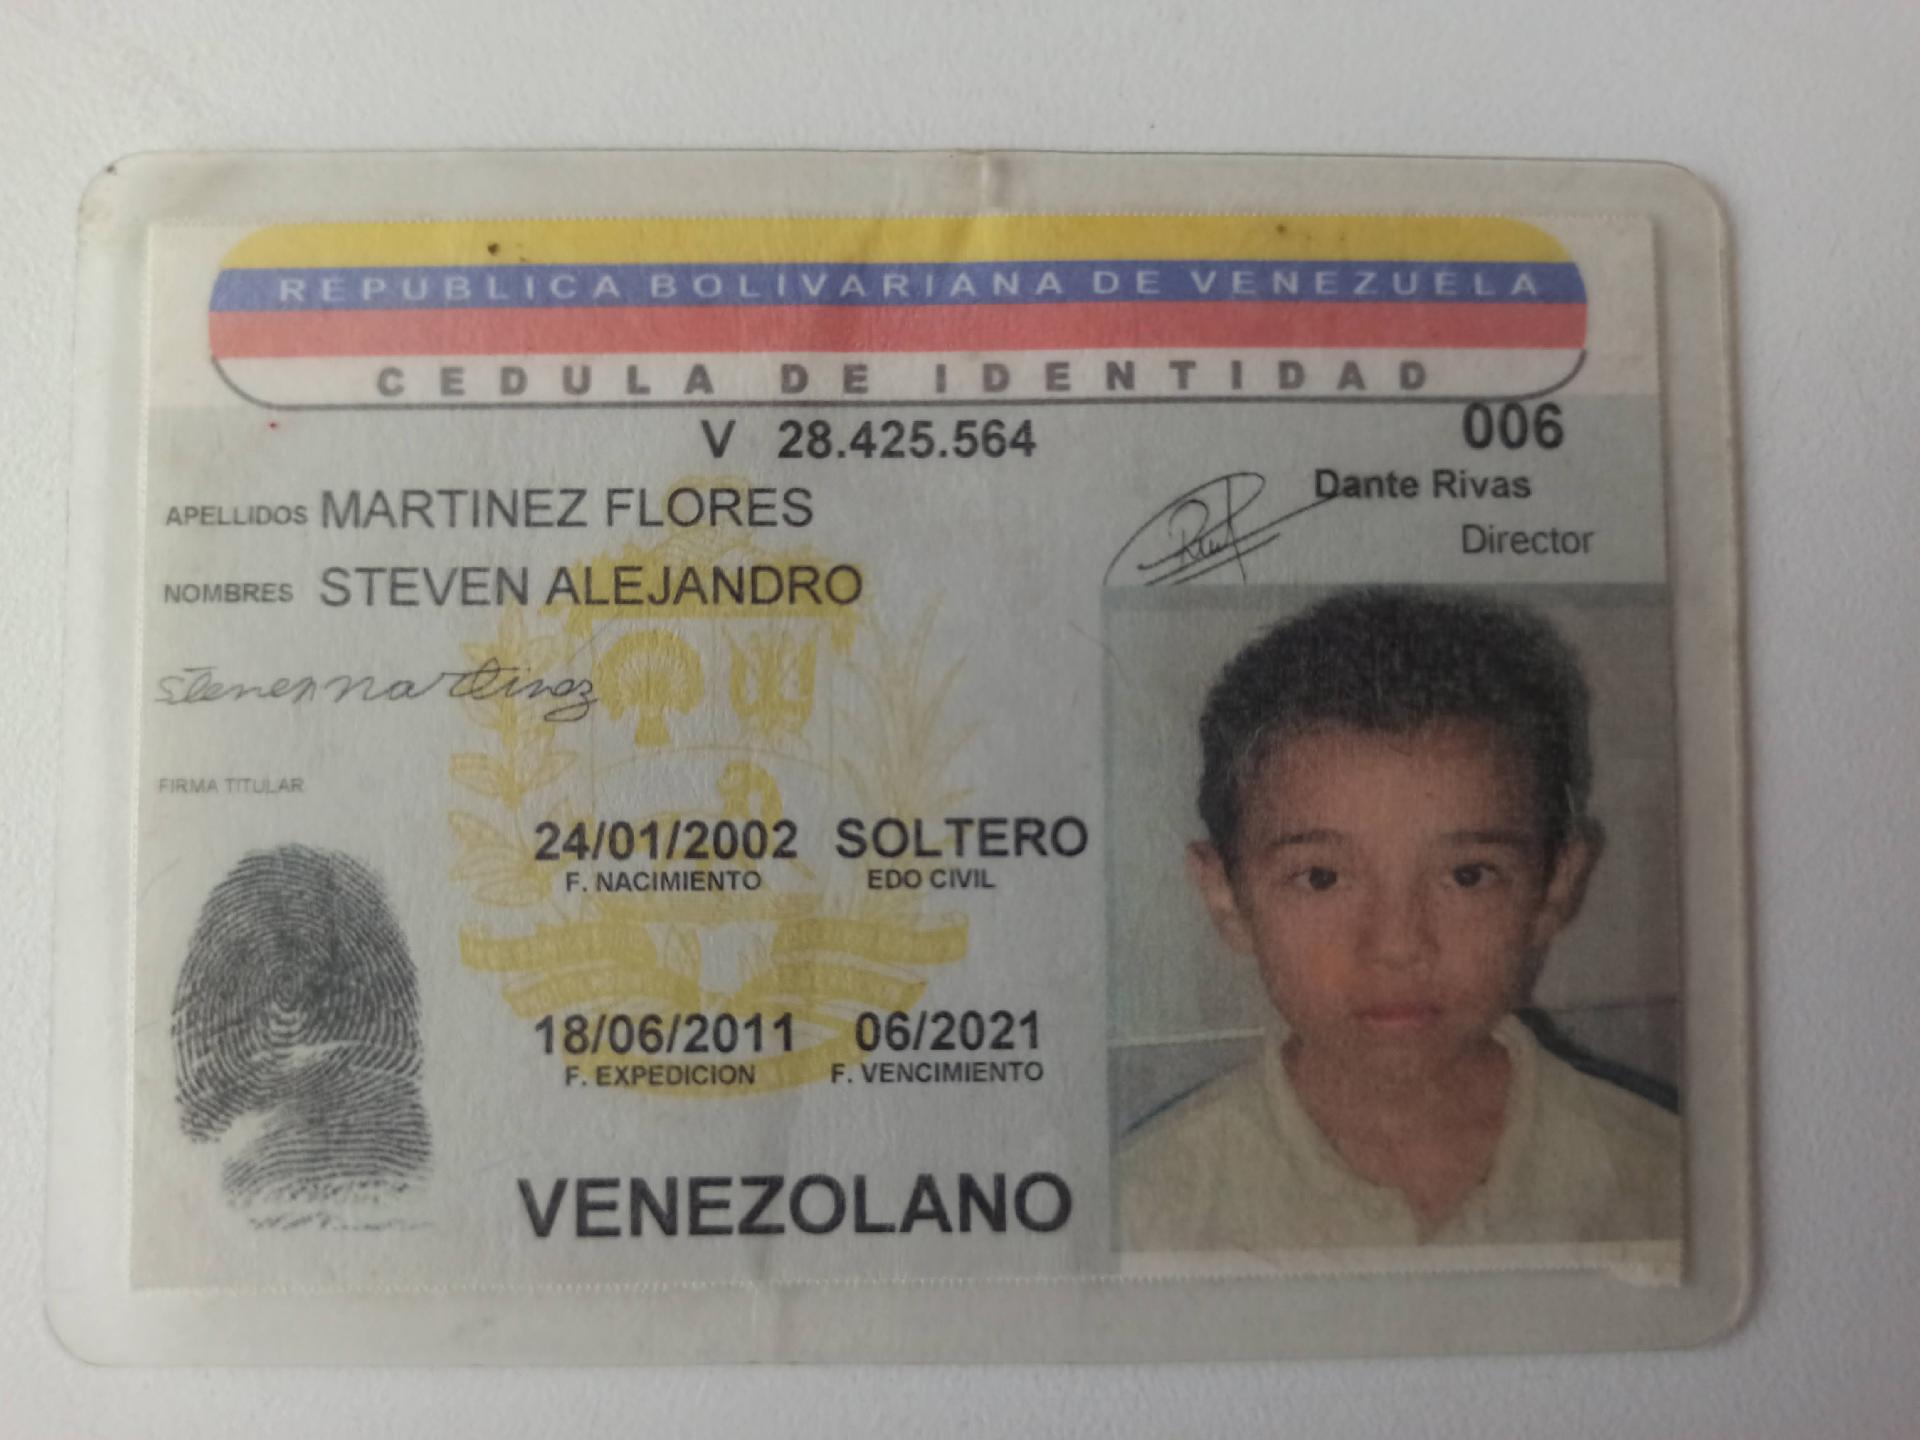 REPUBLICA BOLIVARIANA DE VENEZUELA
CEDULA DE IDENTIDAD
V 28.425.564
006
Dante Rivas
Director
APELLIDOS MARTINEZ FLORES
NOMBRES STEVEN ALEJANDRO
steven martinez
FIRMA TITULAR
24/01/2002 SOLTERO
F. NACIMIENTO EDO CIVIL
18/06/2011 06/2021
F. EXPEDICION F. VENCIMIENTO
VENEZOLANO